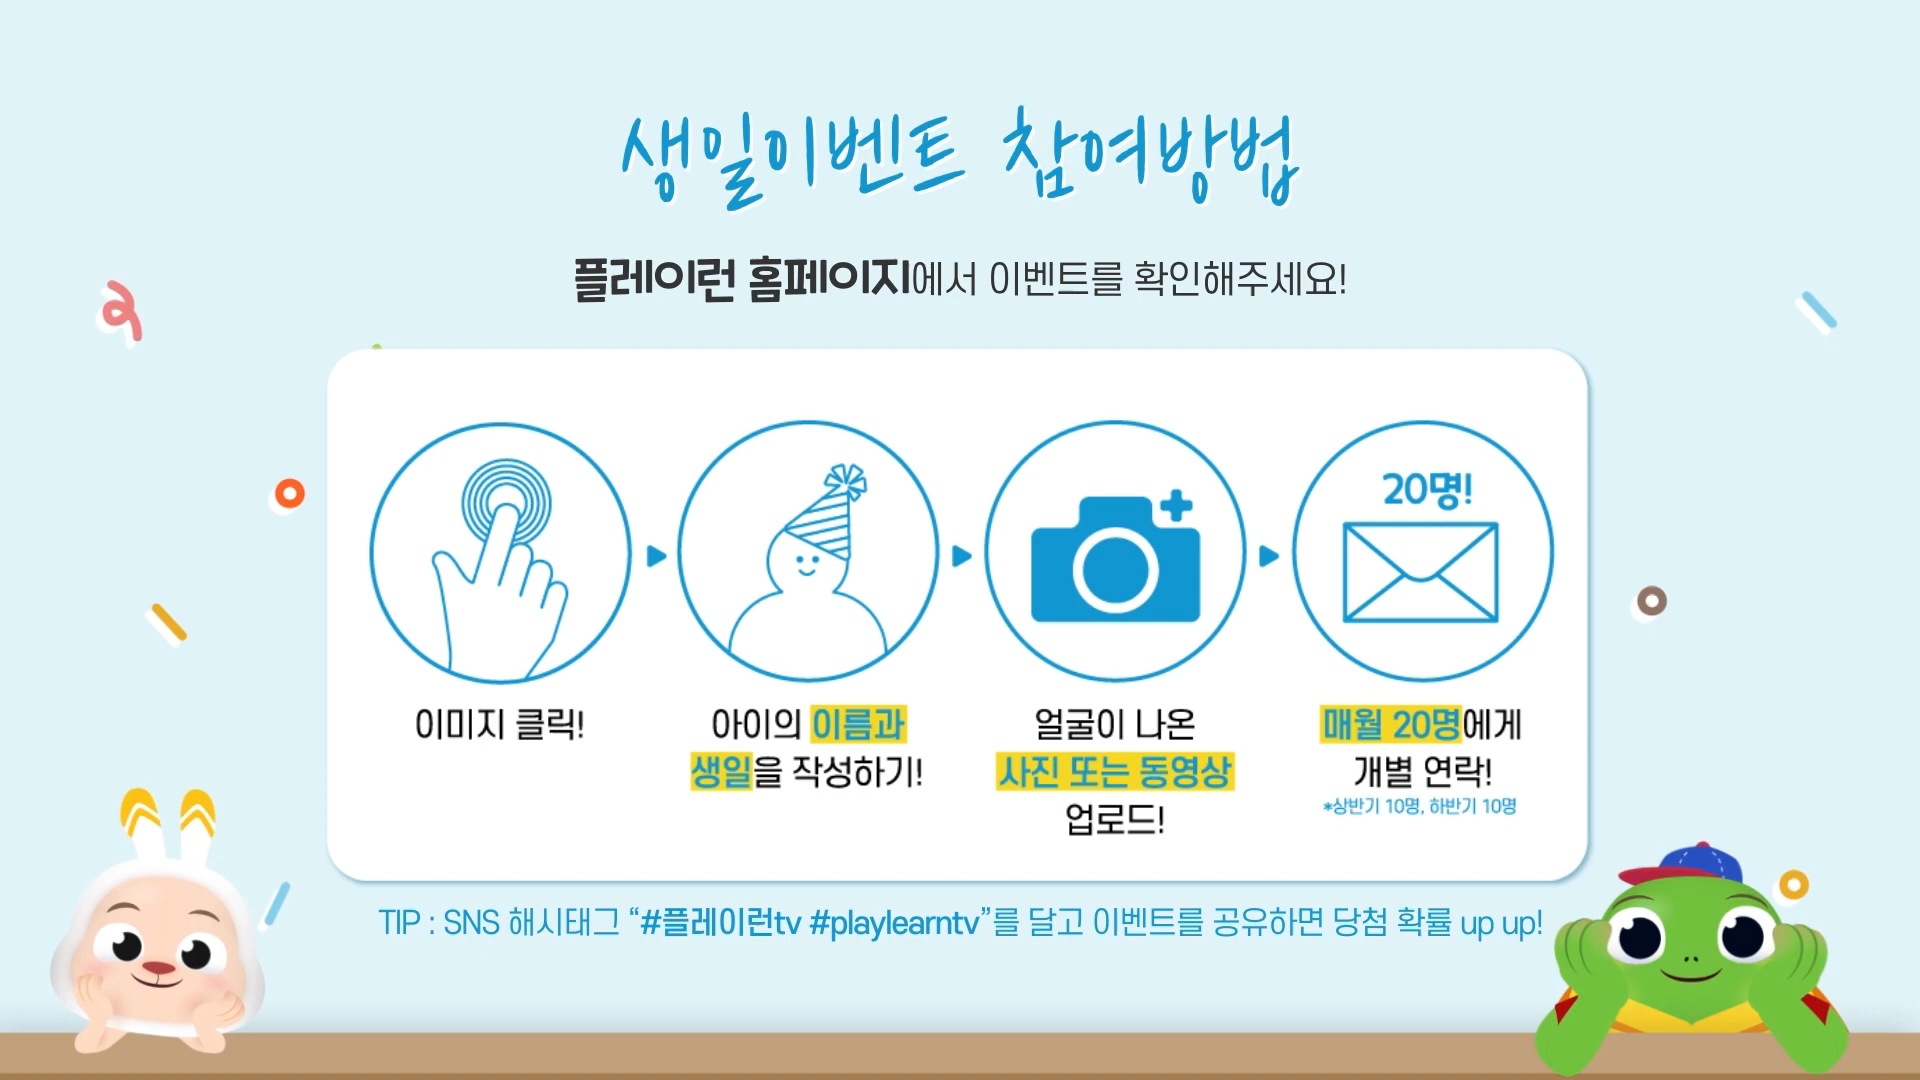 생일이벤트 참여방법
플레이런 홈페이지에서 이벤트를 확인해주세요!
이미지 클릭!
아이의 이름과
생일을 작성하기!
얼굴이 나온
사진 또는 동영상
업로드!
20명!
매월 20명에게
개별 연락!
*상반기 10명, 하반기 10명
TIP : SNS 해시태그 “#플레이런tv #playlearntv”를 달고 이벤트를 공유하면 당첨 확률 up up!